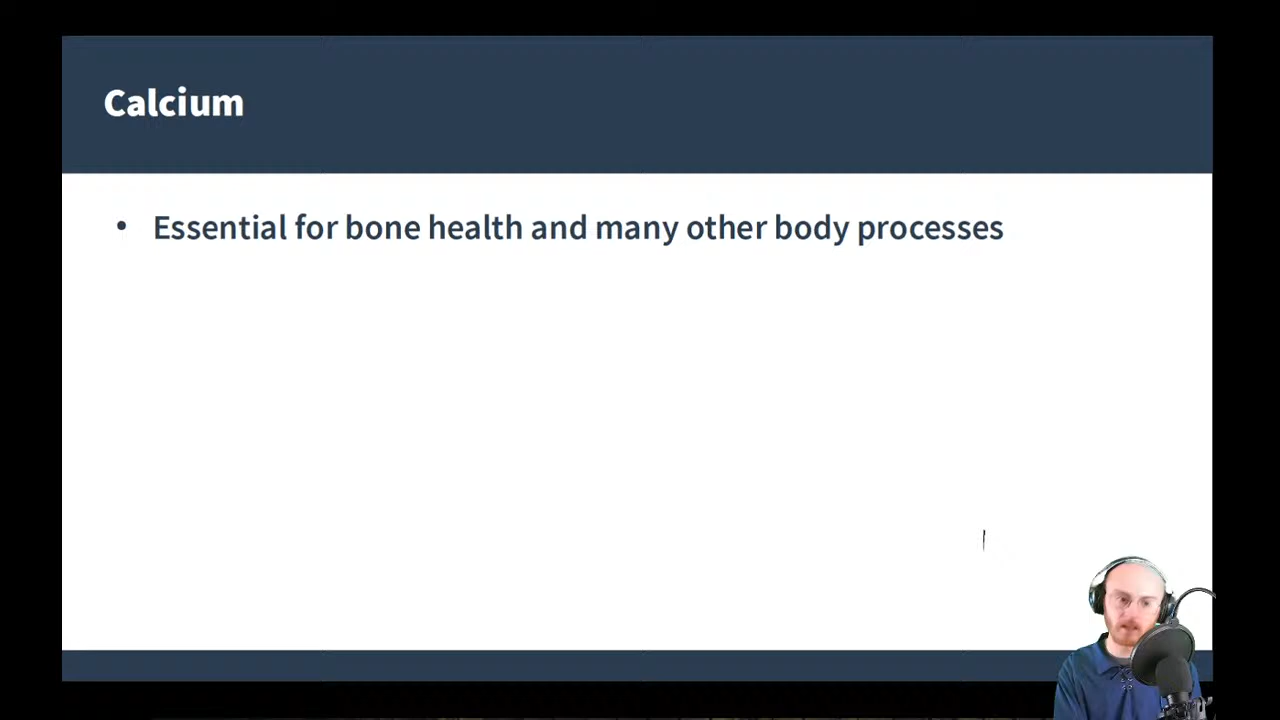 Calcium
• Essential for bone health and many other body processes